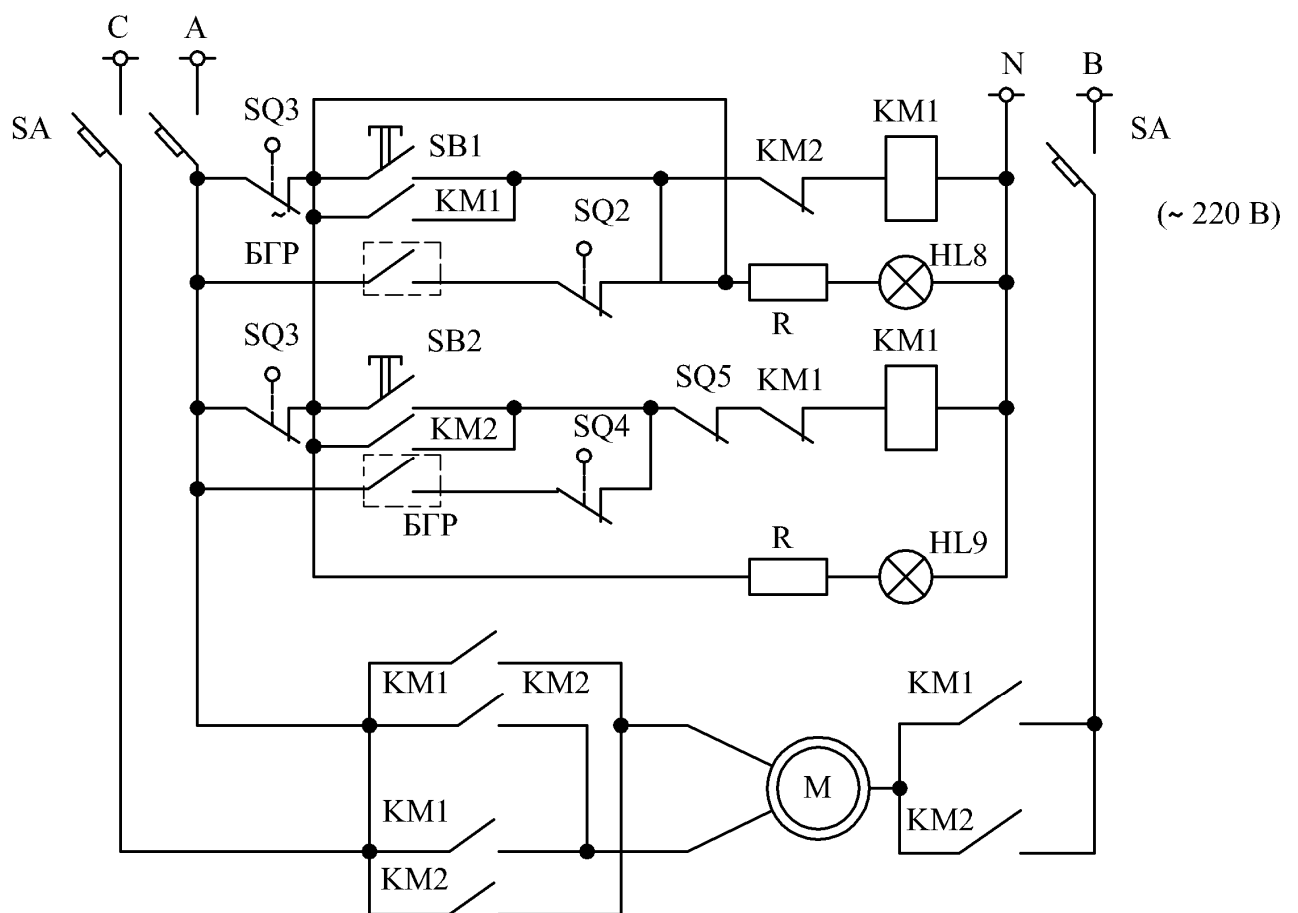 C A
N B
SQ3
KM1
SA
SB1
KM2
SA
KM1
SQ2
(~ 220 В)
~
БГР
HL8
R
SQ3
SB2
KM1
SQ5 KM1
KM2
SQ4
БГР
R
HL9
KM1 KM2
KM1
M
KM1
KM2
KM2